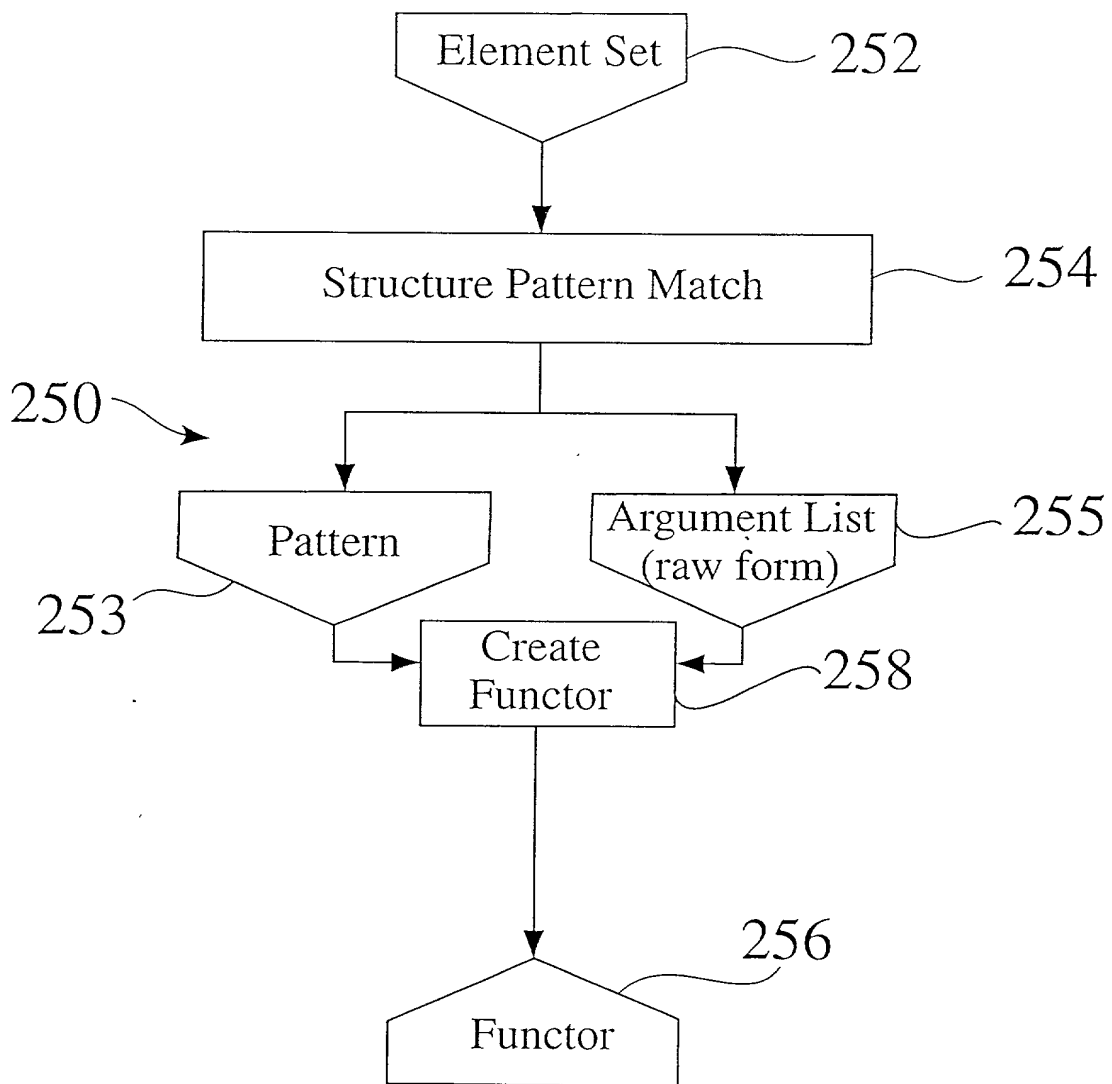 Element Set
252
Structure Pattern Match
254
250
Pattern
253
Argument List
(raw form)
255
Create
Functor
258
256
Functor